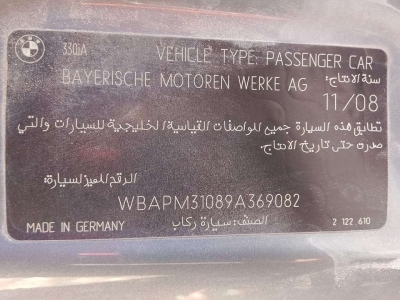 BMW
330iA VEHICLE TYPE: PASSENGER CAR
BAYERISCHE MOTOREN WERKE AG سنة الانتاج:
11/08
تطابق هذه السيارة جميع المواصفات القياسية الخليجية للسيارات والتي
صدرت حتى تاريخ الانتاج.
الرقم المميز للسيارة:
WBAPM31089A369082
MADE IN GERMANY الصنف: سيارة ركاب 2 122 610